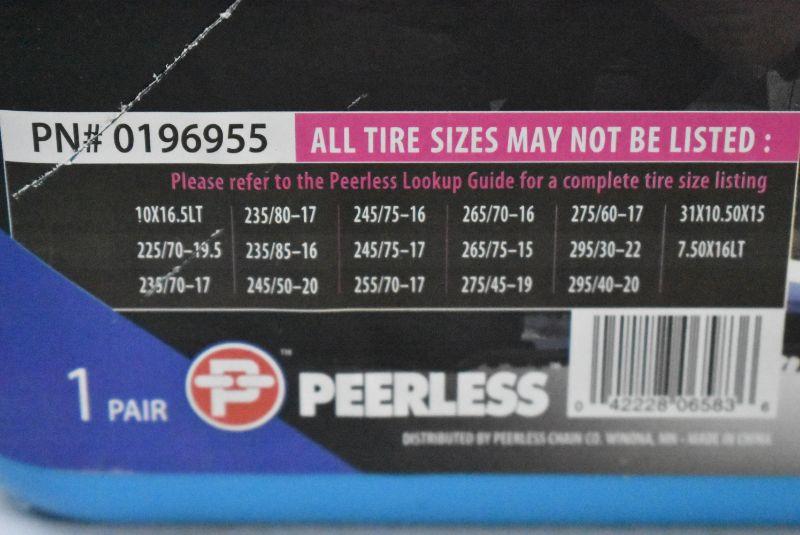 PN# 0196955 ALL TIRE SIZES MAY NOT BE LISTED :
Please refer to the Peerless Lookup Guide for a complete tire size listing
10X16.5LT 235/80–17 245/75–16 265/70–16 275/60–17 31X10.50X15
225/70–19.5 235/85–16 245/75–17 265/75–15 295/30–22 7.50X16LT
235/70–17 245/50–20 255/70–17 275/45–19 295/40–20
1 PAIR P PEERLESS ™
0 42228 06583 6
DISTRIBUTED BY PEERLESS CHAIN CO. WINONA, MN - MADE IN CHINA